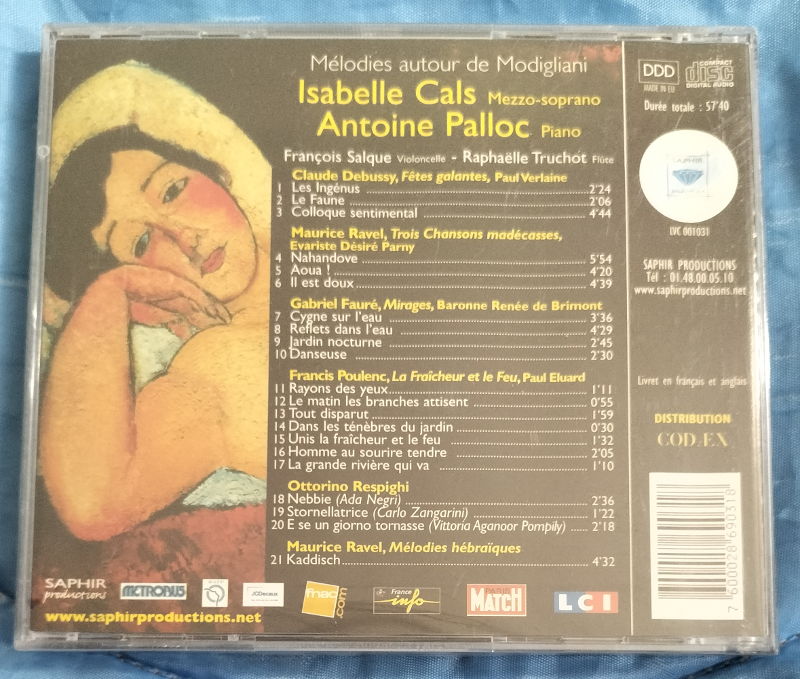 Mélodies autour de Modigliani
Isabelle Cals Mezzo-soprano
Antoine Palloc Piano
François Salque Violoncelle - Raphaëlle Truchot Flûte
Claude Debussy, Fêtes galantes, Paul Verlaine
1 Les Ingénus 2'24
2 Le Faune 2'06
3 Colloque sentimental 4'44
Maurice Ravel, Trois Chansons madécasses,
Evariste Désiré Parny
4 Nahandove 5'54
5 Aoua ! 4'20
6 Il est doux 4'39
Gabriel Fauré, Mirages, Baronne Renée de Brimont
7 Cygne sur l'eau 3'36
8 Reflets dans l'eau 4'29
9 Jardin nocturne 2'45
10 Danseuse 2'30
Francis Poulenc, La Fraîcheur et le Feu, Paul Eluard
11 Rayons des yeux 1'11
12 Le matin les branches attisent 0'55
13 Tout disparut 1'59
14 Dans les ténèbres du jardin 0'30
15 Unis la fraîcheur et le feu 1'32
16 Homme au sourire tendre 2'05
17 La grande rivière qui va 1'10
Ottorino Respighi
18 Nebbie (Ada Negri) 2'36
19 Stornellatrice (Carlo Zangarini) 1'22
20 E se un giorno tornasse (Vittoria Aganoor Pompily) 2'18
Maurice Ravel, Mélodies hébraïques
21 Kaddisch 4'32
SAPHIR
productions
METROBUS
JCDecaux
fnac
.com
France
info
PARIS
MATCH
LCI
www.saphirproductions.net
DDD
MADE IN EU
COMPACT
disc
DIGITAL AUDIO
Durée totale : 57'40
SAPHIR
LVC 001031
SAPHIR PRODUCTIONS
Tél : 01.48.00.05.10
www.saphirproductions.net
Livret en français et anglais
DISTRIBUTION
CODÆX
7 600028 690318